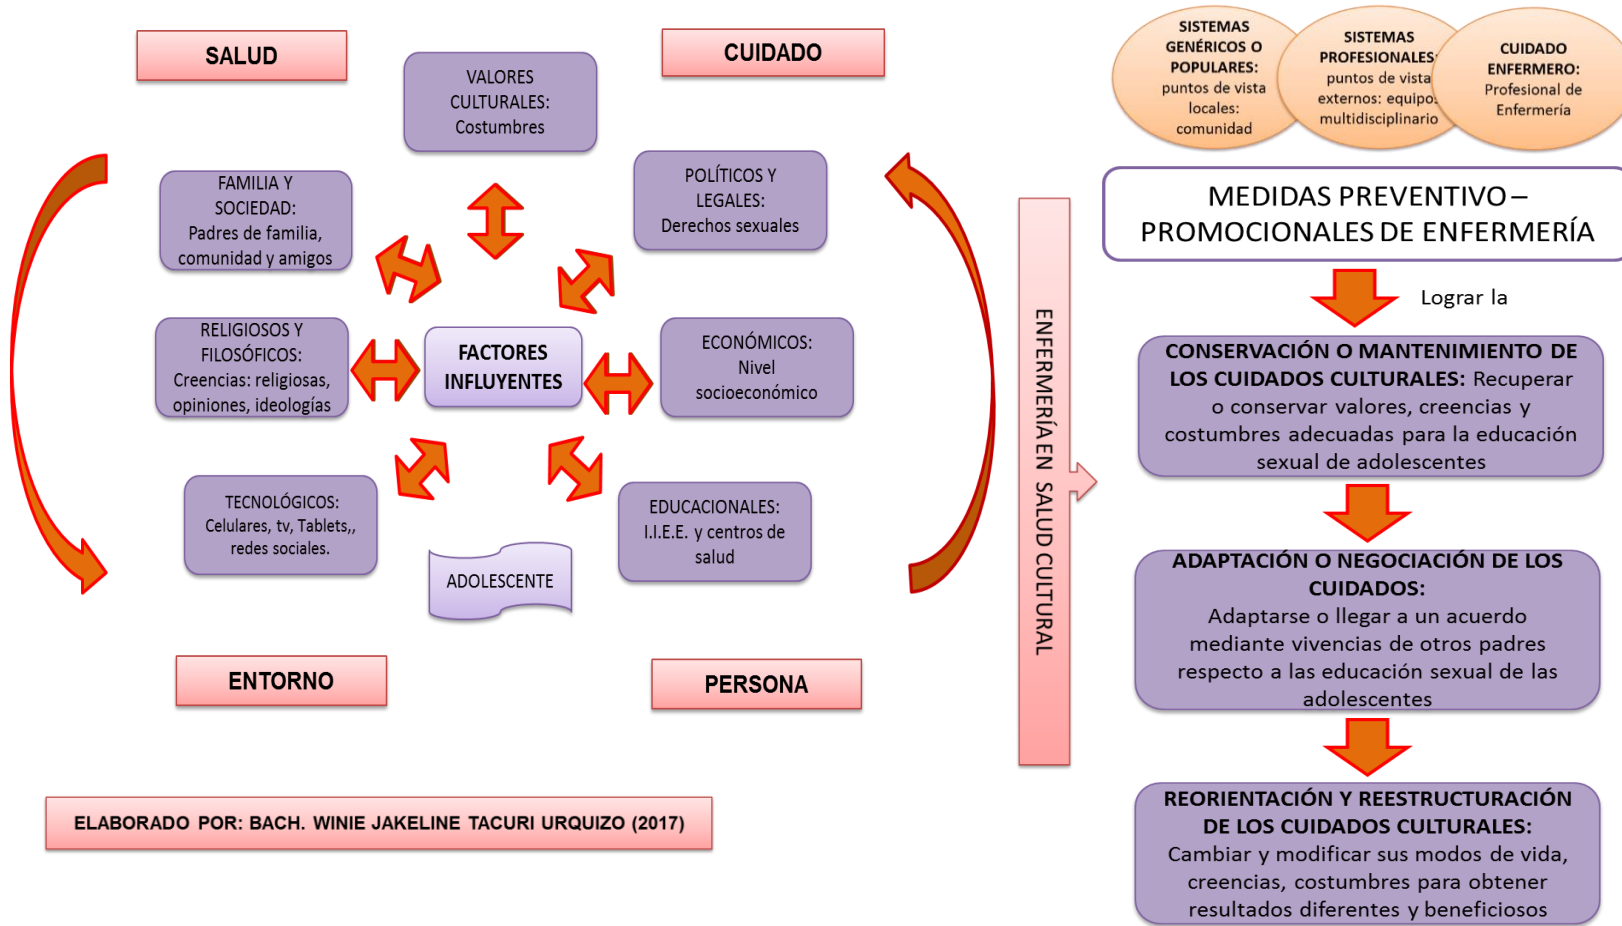 SALUD
CUIDADO
VALORES
CULTURALES:
Costumbres
FAMILIA Y
SOCIEDAD:
Padres de familia,
comunidad y amigos
POLÍTICOS Y
LEGALES:
Derechos sexuales
RELIGIOSOS Y
FILOSÓFICOS:
Creencias: religiosas,
opiniones, ideologías
FACTORES
INFLUYENTES
ECONÓMICOS:
Nivel
socioeconómico
TECNOLÓGICOS:
Celulares, tv, Tablets,,
redes sociales.
ADOLESCENTE
EDUCACIONALES:
I.I.E.E. y centros de
salud
ENTORNO
PERSONA
ELABORADO POR: BACH. WINIE JAKELINE TACURI URQUIZO (2017)
ENFERMERÍA EN SALUD CULTURAL
SISTEMAS
GENÉRICOS O
POPULARES:
puntos de vista
locales:
comunidad
SISTEMAS
PROFESIONALES:
puntos de vista
externos: equipos
multidisciplinario
CUIDADO
ENFERMERO:
Profesional de
Enfermería
MEDIDAS PREVENTIVO –
PROMOCIONALES DE ENFERMERÍA
Lograr la
CONSERVACIÓN O MANTENIMIENTO DE
LOS CUIDADOS CULTURALES: Recuperar
o conservar valores, creencias y
costumbres adecuadas para la educación
sexual de adolescentes
ADAPTACIÓN O NEGOCIACIÓN DE LOS
CUIDADOS:
Adaptarse o llegar a un acuerdo
mediante vivencias de otros padres
respecto a las educación sexual de las
adolescentes
REORIENTACIÓN Y REESTRUCTURACIÓN
DE LOS CUIDADOS CULTURALES:
Cambiar y modificar sus modos de vida,
creencias, costumbres para obtener
resultados diferentes y beneficiosos